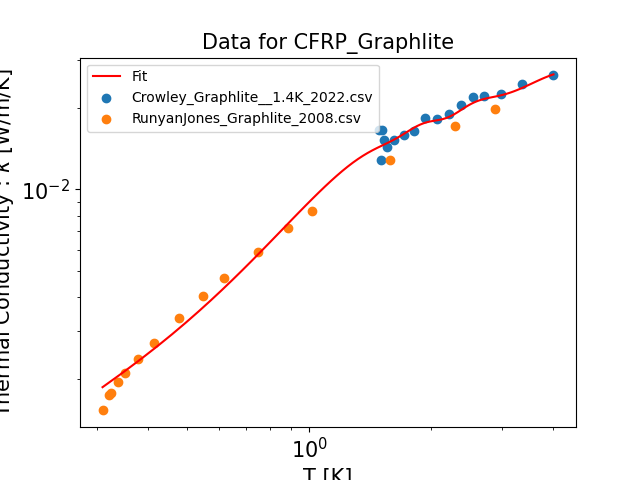 Data for CFRP_Graphlite
Fit
Crowley_Graphlite__1.4K_2022.csv
RunyanJones_Graphlite_2008.csv
Thermal Conductivity : k [W/m/K]
10⁻²
10⁰
T [K]